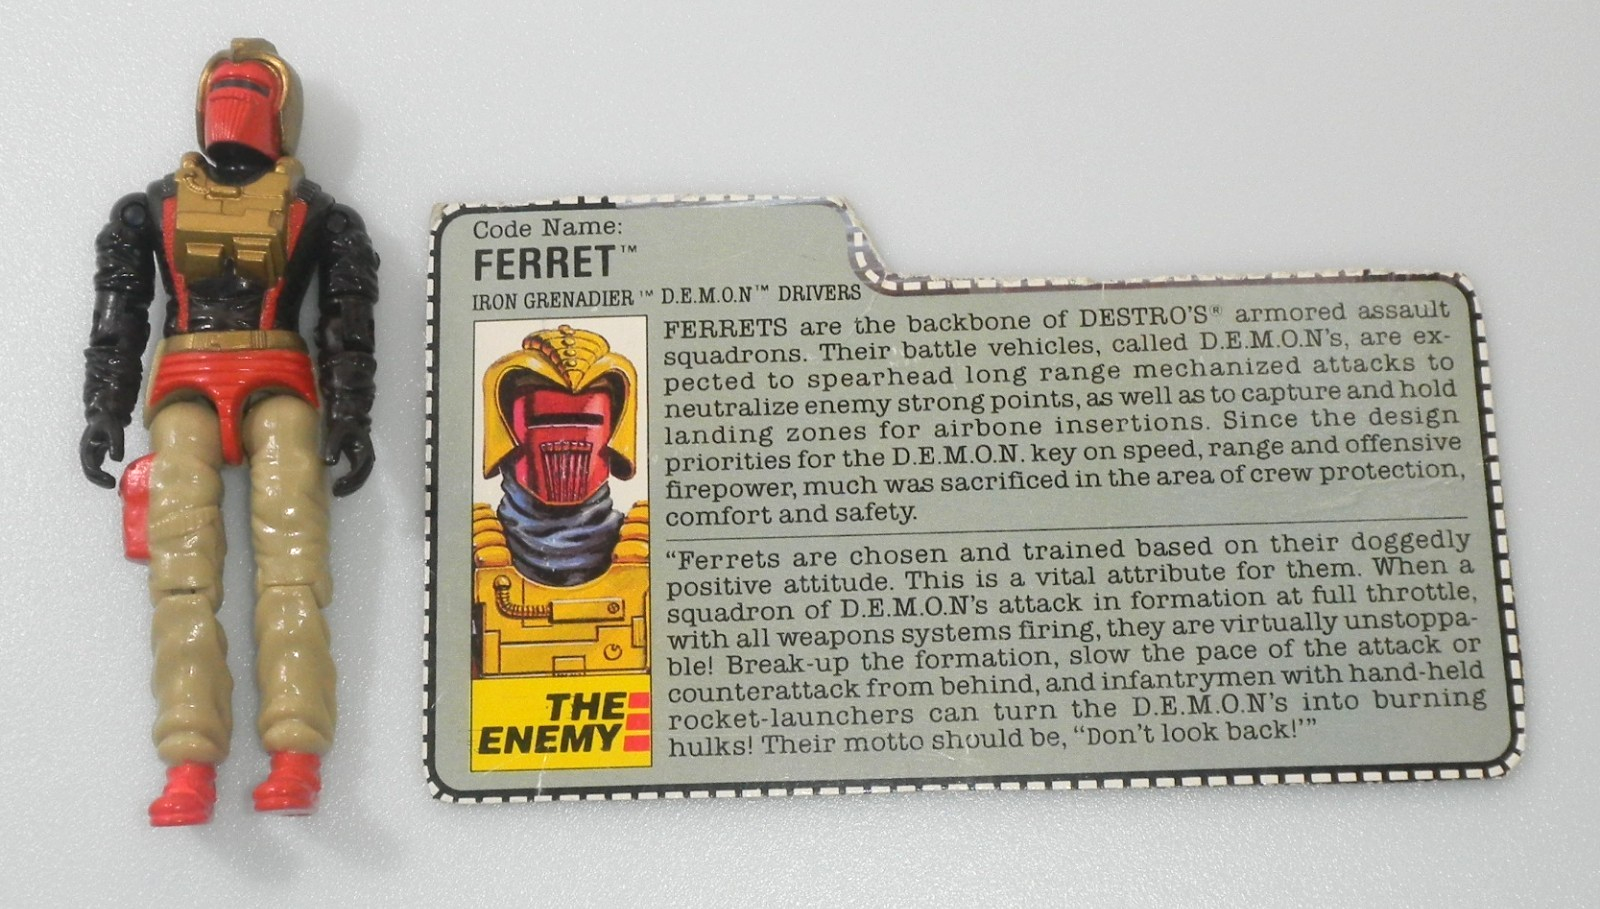 Code Name:
FERRET™
IRON GRENADIER™ D.E.M.O.N™ DRIVERS
FERRETS are the backbone of DESTRO'S® armored assault
squadrons. Their battle vehicles, called D.E.M.O.N's, are ex-
pected to spearhead long range mechanized attacks to
neutralize enemy strong points, as well as to capture and hold
landing zones for airbone insertions. Since the design
priorities for the D.E.M.O.N. key on speed, range and offensive
firepower, much was sacrificed in the area of crew protection,
comfort and safety.
"Ferrets are chosen and trained based on their doggedly
positive attitude. This is a vital attribute for them. When a
squadron of D.E.M.O.N's attack in formation at full throttle,
with all weapons systems firing, they are virtually unstoppa-
ble! Break-up the formation, slow the pace of the attack or
counterattack from behind, and infantrymen with hand-held
rocket-launchers can turn the D.E.M.O.N's into burning
hulks! Their motto should be, "Don't look back!'"
THE
ENEMY